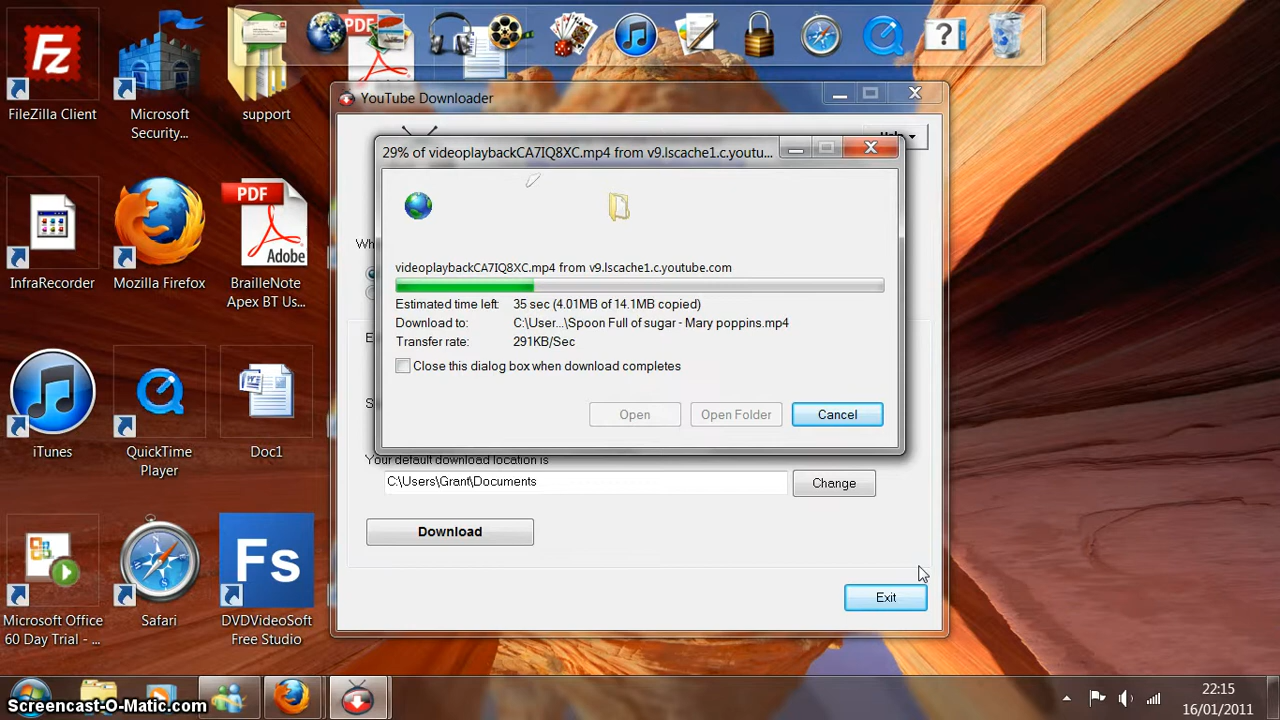 FileZilla Client
Microsoft
Security...
support
PDF
?
YouTube Downloader
Help
29% of videoplaybackCA7IQ8XC.mp4 from v9.lscache1.c.youtu...
videoplaybackCA7IQ8XC.mp4 from v9.lscache1.c.youtube.com
Estimated time left: 35 sec (4.01MB of 14.1MB copied)
Download to: C:\User...\Spoon Full of sugar - Mary poppins.mp4
Transfer rate: 291KB/Sec
Close this dialog box when download completes
Open
Open Folder
Cancel
Your default download location is
C:\Users\Grant\Documents
Change
Download
Exit
InfraRecorder
Mozilla Firefox
PDF
Adobe
BrailleNote
Apex BT Us...
iTunes
QuickTime
Player
Doc1
Microsoft Office
60 Day Trial - ...
Safari
Fs
DVDVideoSoft
Free Studio
Screencast-O-Matic.com
22:15
16/01/2011